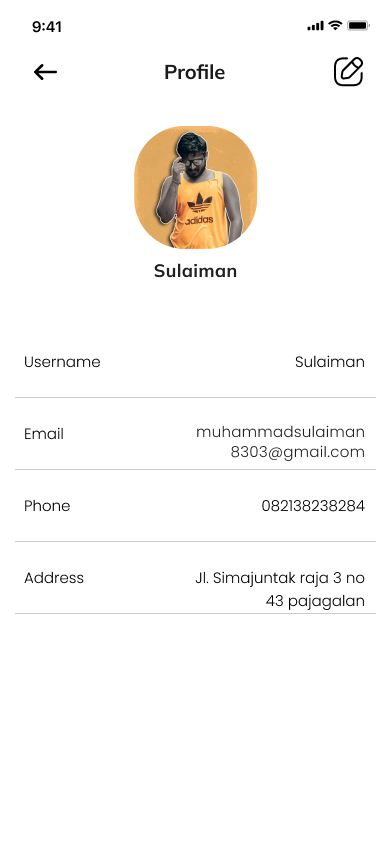 9:41
Profile
adidas
Sulaiman
Username
Sulaiman
Email
muhammadsulaiman
8303@gmail.com
Phone
082138238284
Address
Jl. Simajuntak raja 3 no
43 pajagalan